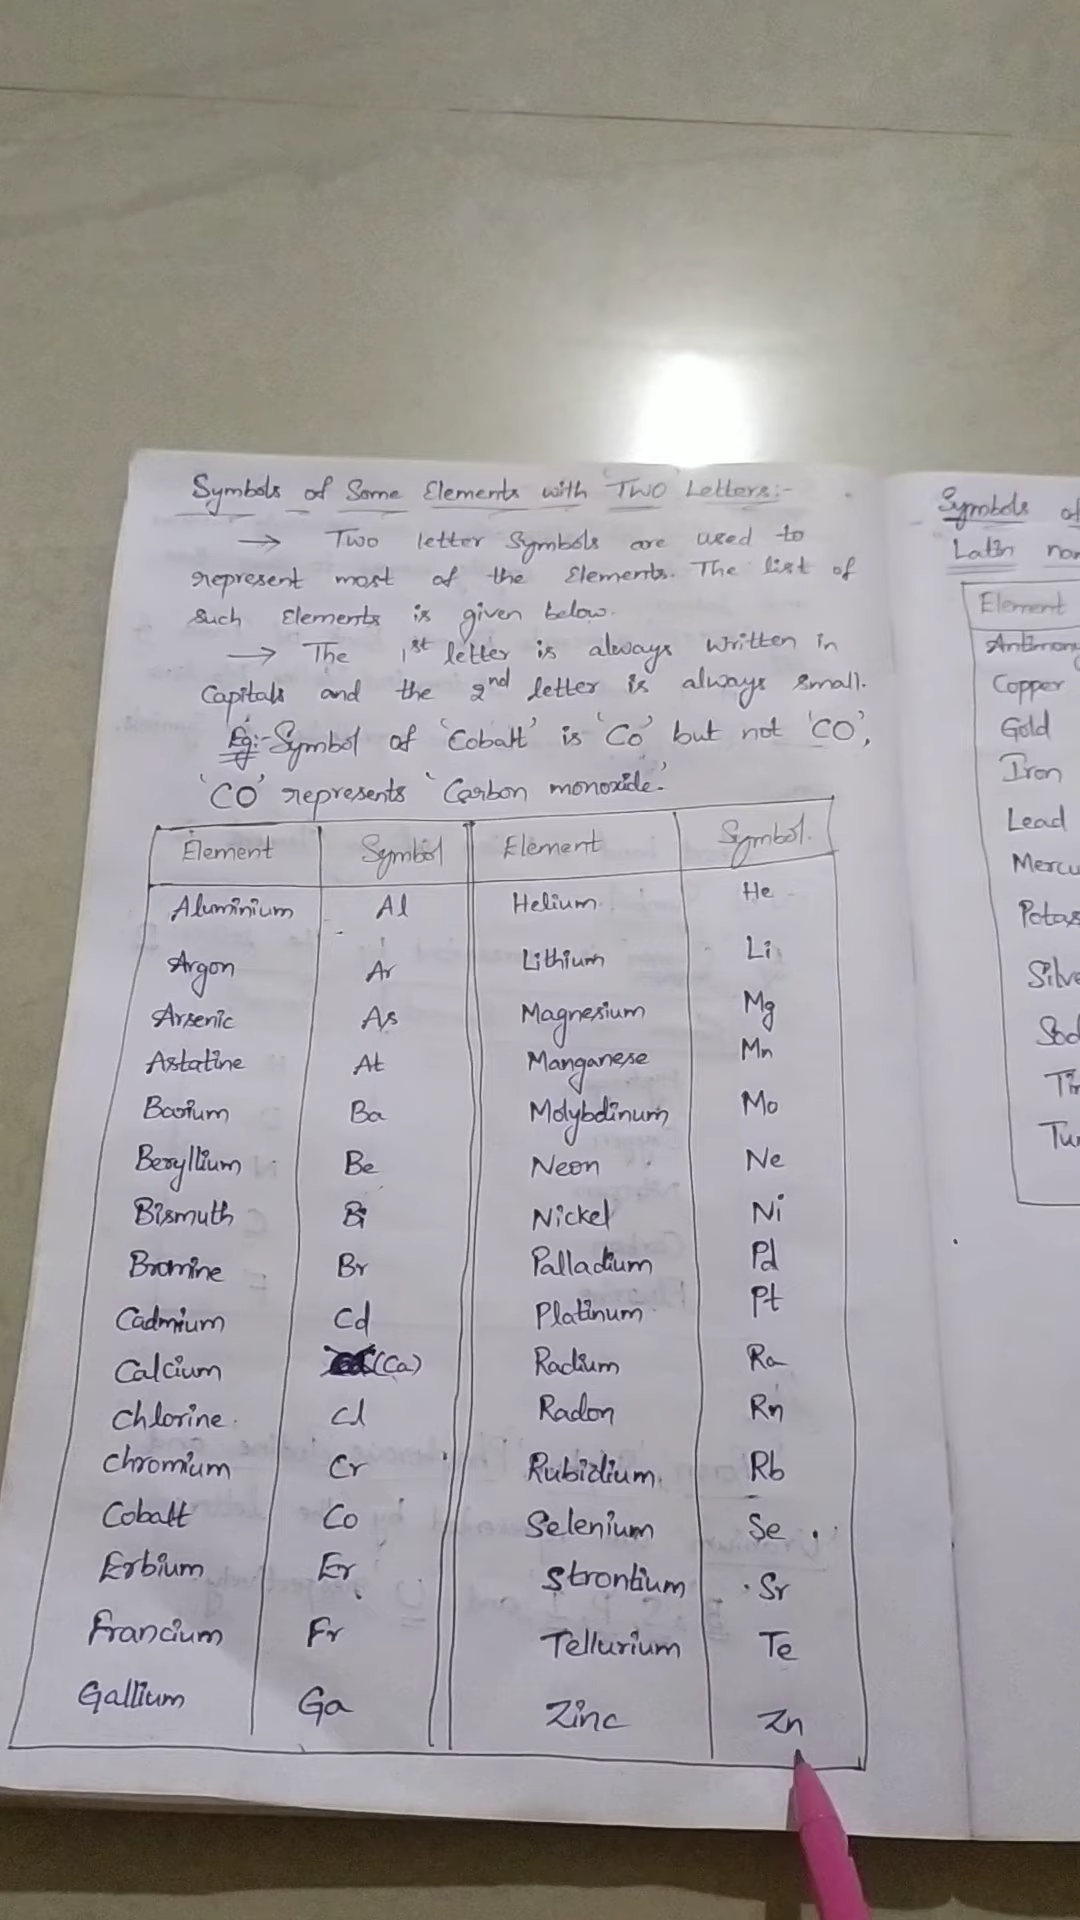 Symbols of Some Elements with TWO Letters:-
→ Two letter Symbols are used to
represent most of the Elements. The list of
such Elements is given below.
→ The 1st letter is always written in
Capitals and the 2nd letter is always small.
Eg:- Symbol of 'Cobalt' is 'Co' but not 'CO',
'CO' represents 'Carbon monoxide.'
Element Symbol Element Symbol.
Aluminium Al Helium He
Argon Ar Lithium Li
Arsenic As Magnesium Mg
Astatine At Manganese Mn
Barium Ba Molybdinum Mo
Beryllium Be Neon Ne
Bismuth Bi Nickel Ni
Bromine Br Palladium Pd
Cadmium Cd Platinum Pt
Calcium (Ca) Radium Ra
Chlorine Cl Radon Rn
Chromium Cr Rubidium Rb
Cobalt Co Selenium Se
Erbium Er Strontium Sr
Francium Fr Tellurium Te
Gallium Ga Zinc Zn
Symbols of
Latin
Element
Copper
Gold
Iron
Lead